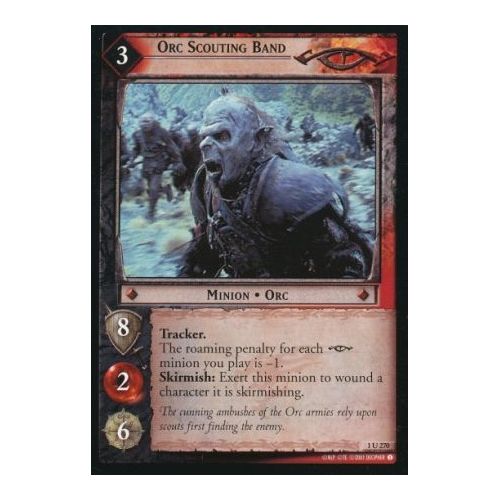 3 ORC SCOUTING BAND
MINION • ORC
8
Tracker.
The roaming penalty for each
minion you play is –1.
2
Skirmish: Exert this minion to wound a
character it is skirmishing.
The cunning ambushes of the Orc armies rely upon
scouts first finding the enemy.
6
1 U 270